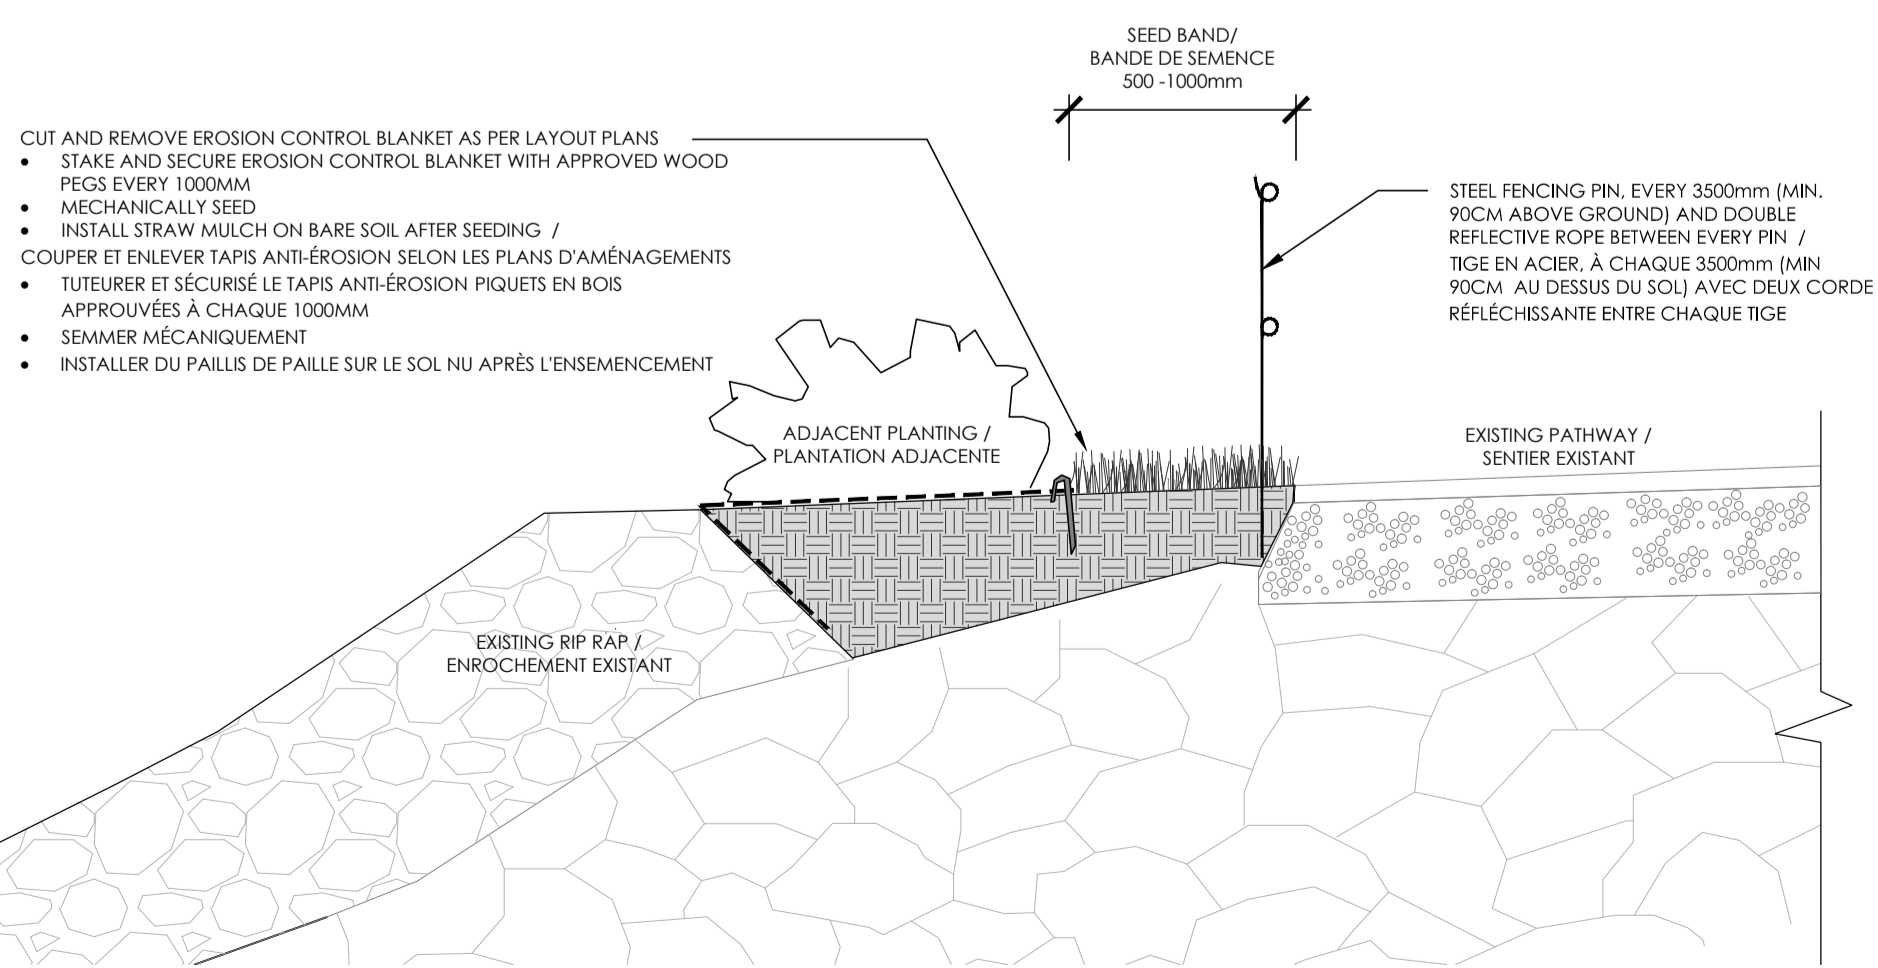 SEED BAND/
BANDE DE SEMENCE
500 -1000mm
CUT AND REMOVE EROSION CONTROL BLANKET AS PER LAYOUT PLANS
• STAKE AND SECURE EROSION CONTROL BLANKET WITH APPROVED WOOD
PEGS EVERY 1000MM
• MECHANICALLY SEED
• INSTALL STRAW MULCH ON BARE SOIL AFTER SEEDING /
COUPER ET ENLEVER TAPIS ANTI-ÉROSION SELON LES PLANS D'AMÉNAGEMENTS
• TUTEURER ET SÉCURISÉ LE TAPIS ANTI-ÉROSION PIQUETS EN BOIS
APPROUVÉES À CHAQUE 1000MM
• SEMMER MÉCANIQUEMENT
• INSTALLER DU PAILLIS DE PAILLE SUR LE SOL NU APRÈS L'ENSEMENCEMENT
STEEL FENCING PIN, EVERY 3500mm (MIN.
90CM ABOVE GROUND) AND DOUBLE
REFLECTIVE ROPE BETWEEN EVERY PIN /
TIGE EN ACIER, À CHAQUE 3500mm (MIN
90CM AU DESSUS DU SOL) AVEC DEUX CORDE
RÉFLÉCHISSANTE ENTRE CHAQUE TIGE
ADJACENT PLANTING /
PLANTATION ADJACENTE
EXISTING PATHWAY /
SENTIER EXISTANT
EXISTING RIP RAP /
ENROCHEMENT EXISTANT